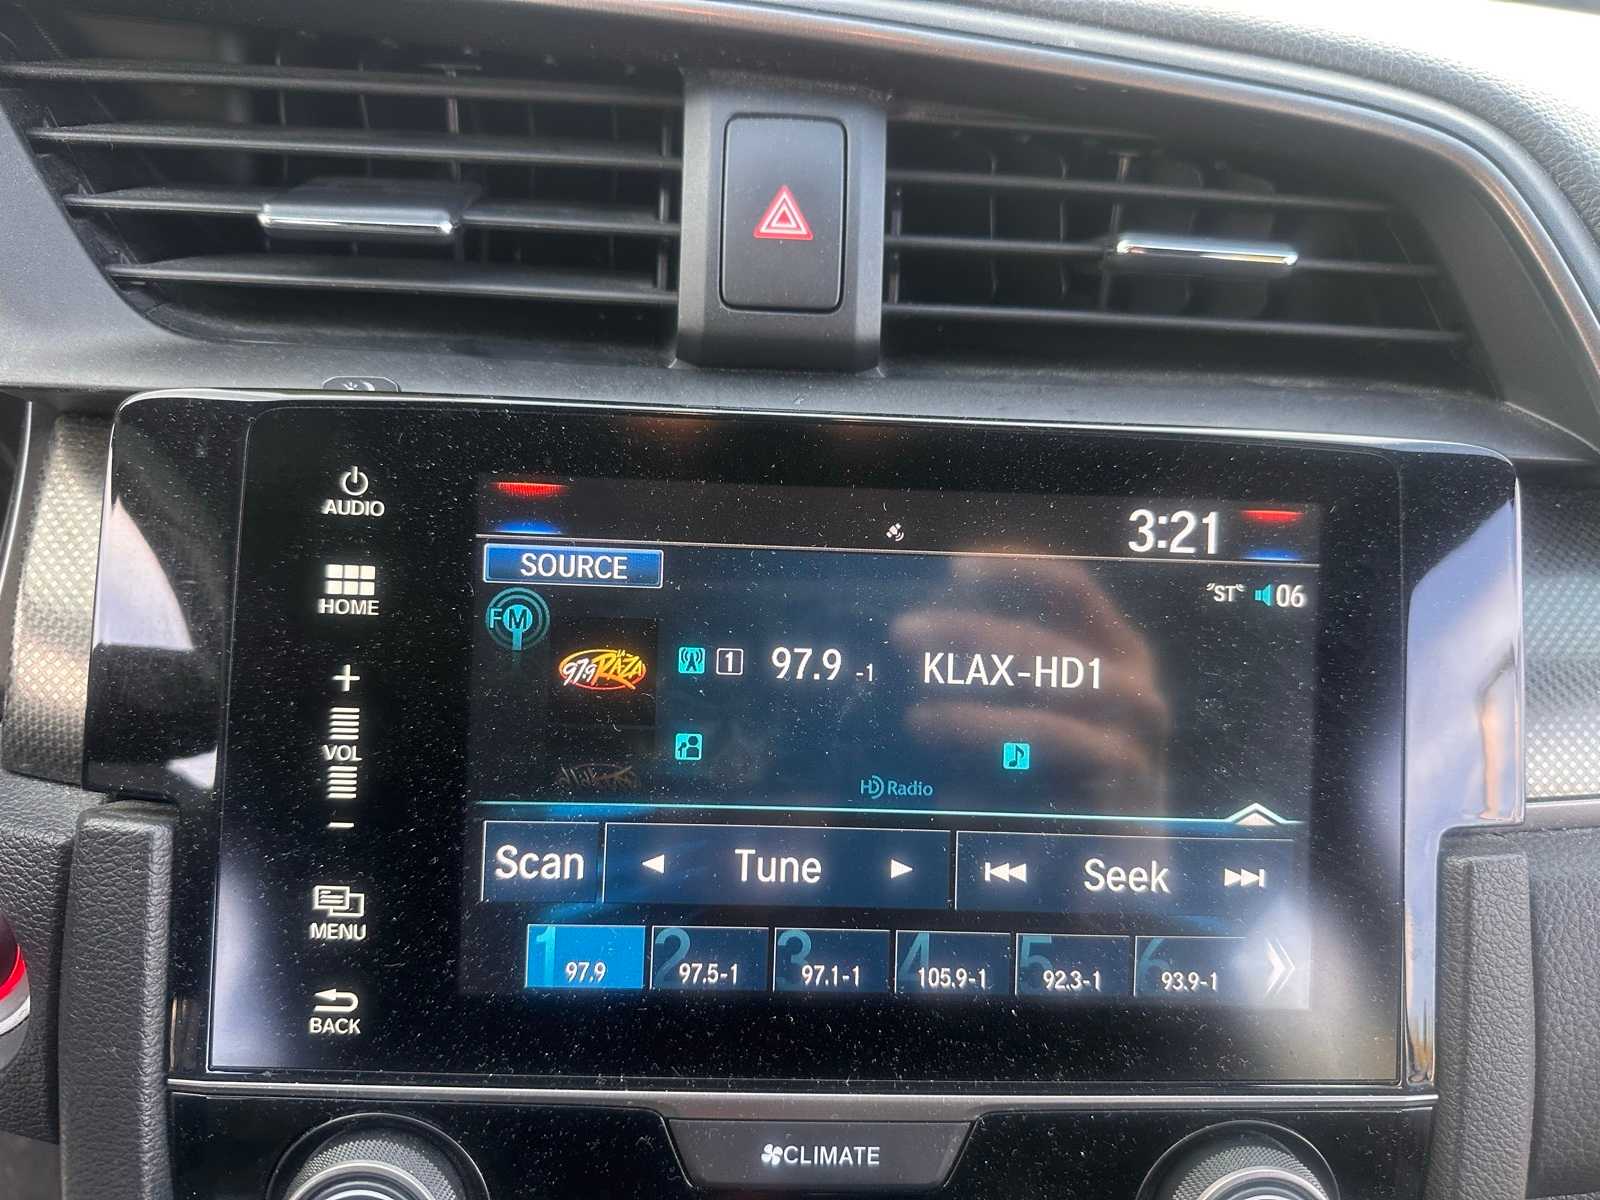 AUDIO
3:21
SOURCE
"ST" 06
HOME
FM
97.9 LA RAZA
1 97.9 -1 KLAX-HD1
+
VOL
-
HD Radio
Scan Tune Seek
MENU
1 97.9
2 97.5-1
3 97.1-1
4 105.9-1
5 92.3-1
6 93.9-1
BACK
CLIMATE